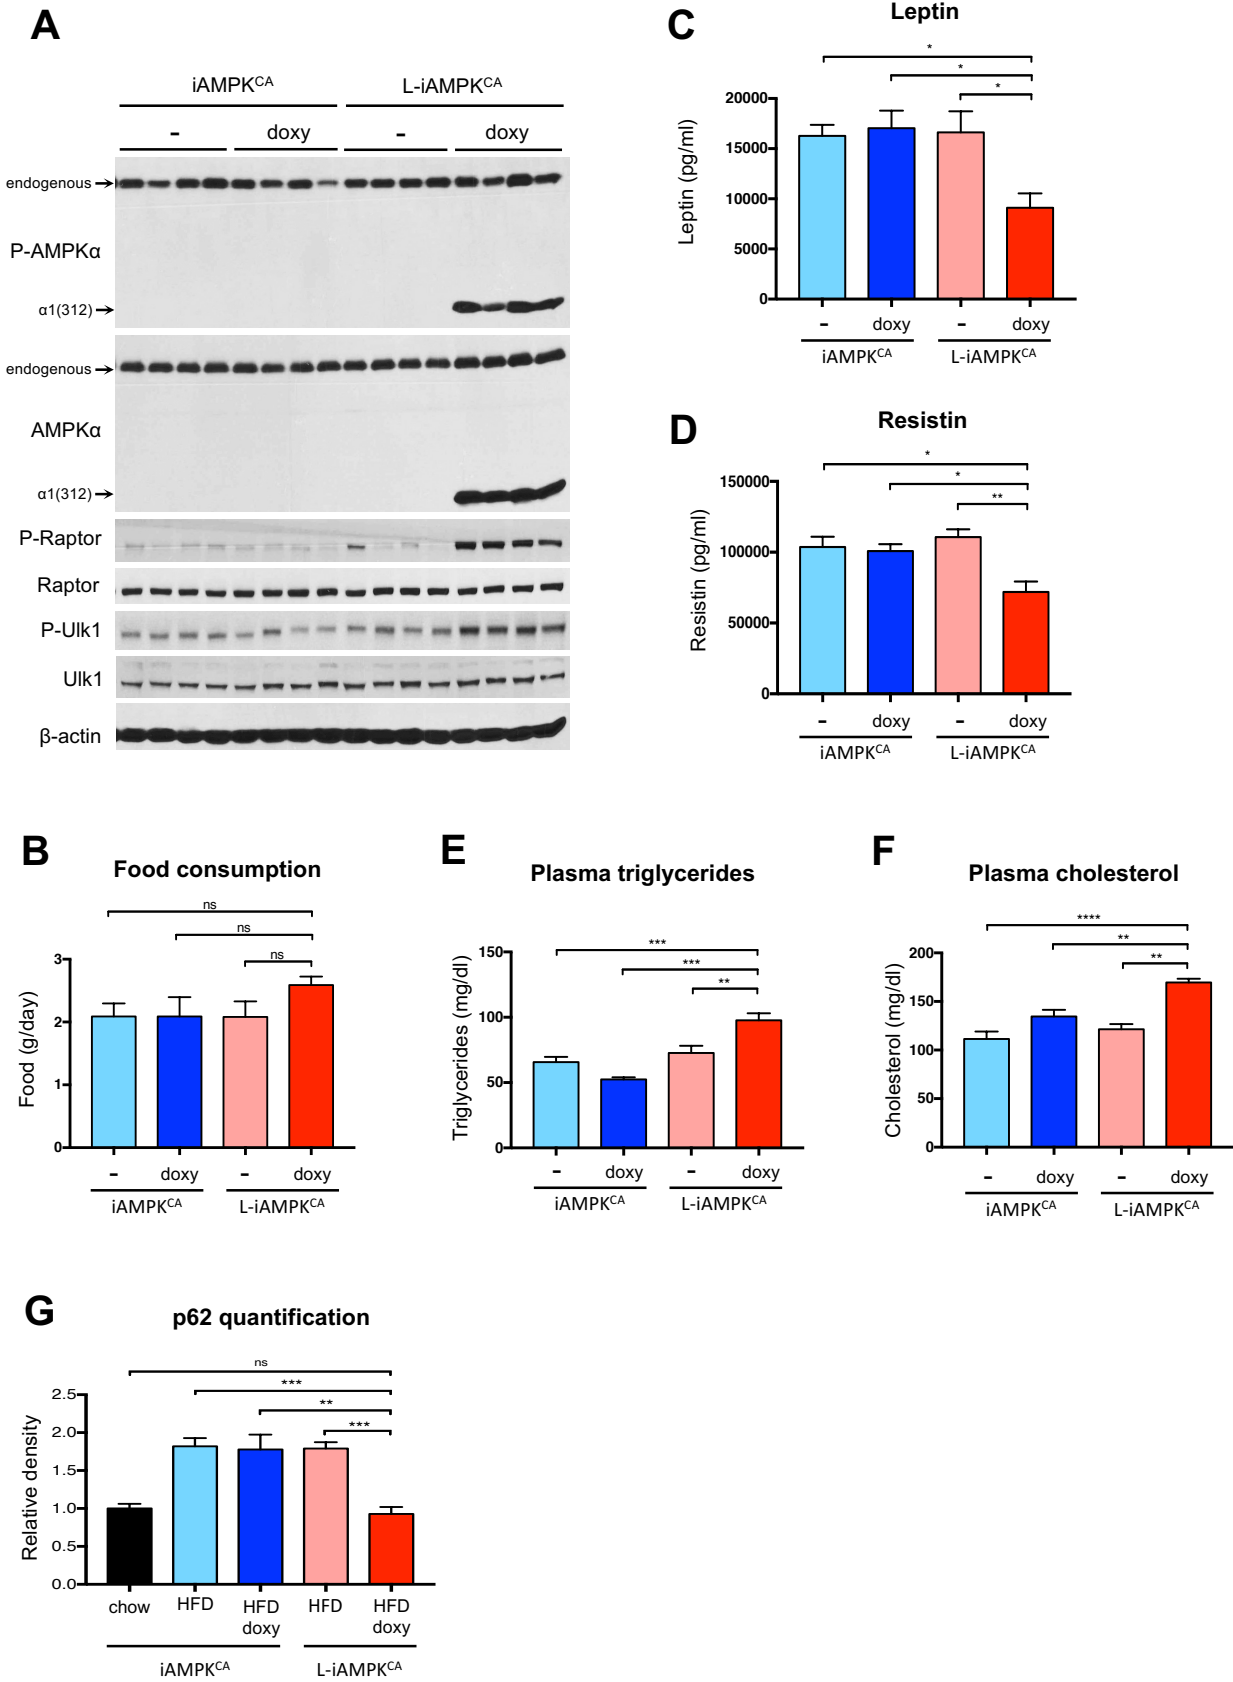 A
iAMPKCA L-iAMPKCA
- doxy - doxy
endogenous
P-AMPKα
α1(312)
endogenous
AMPKα
α1(312)
P-Raptor
Raptor
P-Ulk1
Ulk1
β-actin
C
Leptin
*
*
*
Leptin (pg/ml)
20000
15000
10000
5000
0
- doxy - doxy
iAMPKCA L-iAMPKCA
D
Resistin
*
*
**
Resistin (pg/ml)
150000
100000
50000
0
- doxy - doxy
iAMPKCA L-iAMPKCA
B
Food consumption
ns
ns
ns
Food (g/day)
3
2
1
0
- doxy - doxy
iAMPKCA L-iAMPKCA
E
Plasma triglycerides
***
***
**
Triglycerides (mg/dl)
150
100
50
0
- doxy - doxy
iAMPKCA L-iAMPKCA
F
Plasma cholesterol
****
**
**
Cholesterol (mg/dl)
200
150
100
50
0
- doxy - doxy
iAMPKCA L-iAMPKCA
G
p62 quantification
ns
***
**
***
Relative density
2.5
2.0
1.5
1.0
0.5
0.0
chow HFD HFD HFD HFD
doxy doxy
iAMPKCA L-iAMPKCA